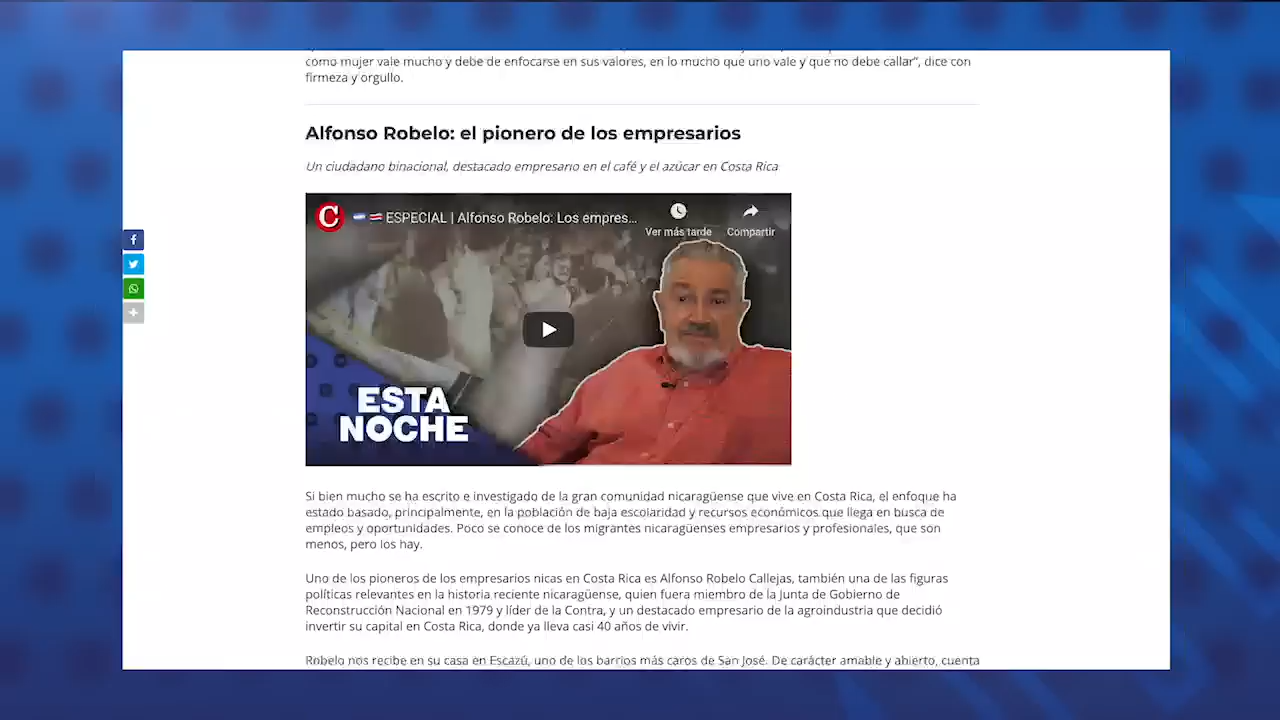 como mujer vale mucho y debe de enfocarse en sus valores, en lo mucho que uno vale y que no debe callar", dice con
firmeza y orgullo.
Alfonso Robelo: el pionero de los empresarios
Un ciudadano binacional, destacado empresario en el café y el azúcar en Costa Rica
C
ESPECIAL | Alfonso Robelo: Los empres...
Ver más tarde
Compartir
ESTA
NOCHE
Si bien mucho se ha escrito e investigado de la gran comunidad nicaragüense que vive en Costa Rica, el enfoque ha
estado basado, principalmente, en la población de baja escolaridad y recursos económicos que llega en busca de
empleos y oportunidades. Poco se conoce de los migrantes nicaragüenses empresarios y profesionales, que son
menos, pero los hay.
Uno de los pioneros de los empresarios nicas en Costa Rica es Alfonso Robelo Callejas, también una de las figuras
políticas relevantes en la historia reciente nicaragüense, quien fuera miembro de la Junta de Gobierno de
Reconstrucción Nacional en 1979 y líder de la Contra, y un destacado empresario de la agroindustria que decidió
invertir su capital en Costa Rica, donde ya lleva casi 40 años de vivir.
Robelo nos recibe en su casa en Escazú, uno de los barrios más caros de San José. De carácter amable y abierto, cuenta